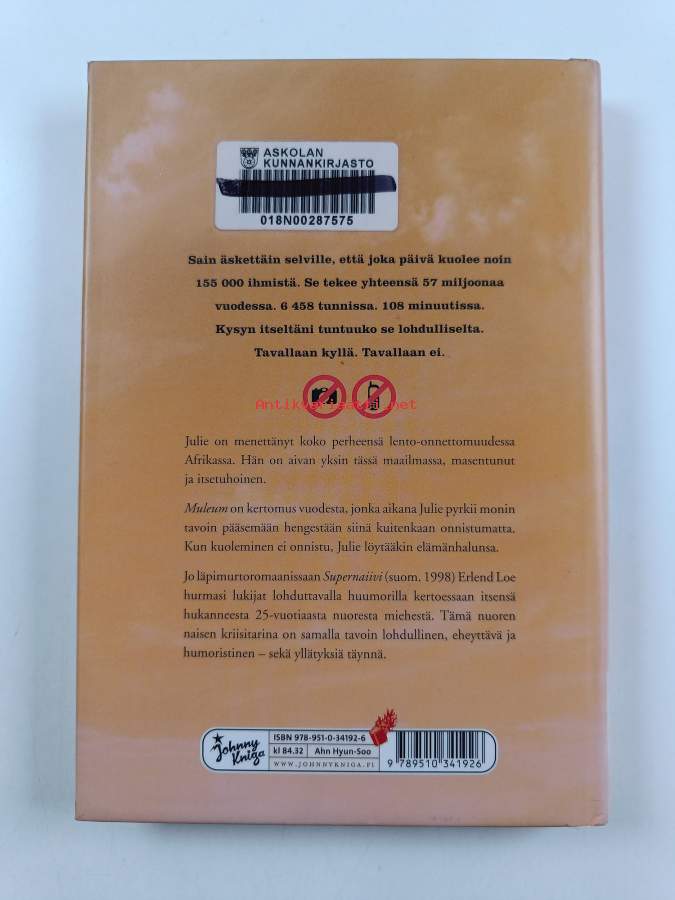 ASKOLAN
KUNNANKIRJASTO
018N00287575
Sain äskettäin selville, että joka päivä kuolee noin
155 000 ihmistä. Se tekee yhteensä 57 miljoonaa
vuodessa. 6 458 tunnissa. 108 minuutissa.
Kysyn itseltäni tuntuuko se lohdulliselta.
Tavallaan kyllä. Tavallaan ei.
Antikvariaatti.net
Julie on menettänyt koko perheensä lento-onnettomuudessa
Afrikassa. Hän on aivan yksin tässä maailmassa, masentunut
ja itsetuhoinen.
Muleum on kertomus vuodesta, jonka aikana Julie pyrkii monin
tavoin pääsemään hengestään siinä kuitenkaan onnistumatta.
Kun kuoleminen ei onnistu, Julie löytääkin elämänhalunsa.
Jo läpimurtoromaanissaan Supernaiivi (suom. 1998) Erlend Loe
hurmasi lukijat lohduttavalla huumorilla kertoessaan itsensä
hukanneesta 25-vuotiaasta nuoresta miehestä. Tämä nuoren
naisen kriisitarina on samalla tavoin lohdullinen, eheyttävä ja
humoristinen – sekä yllätyksiä täynnä.
Johnny
Kniga
ISBN 978-951-0-34192-6
kl 84.32 Ahn Hyun-Soo
WWW.JOHNNYKNIGA.FI
9 789510 341926